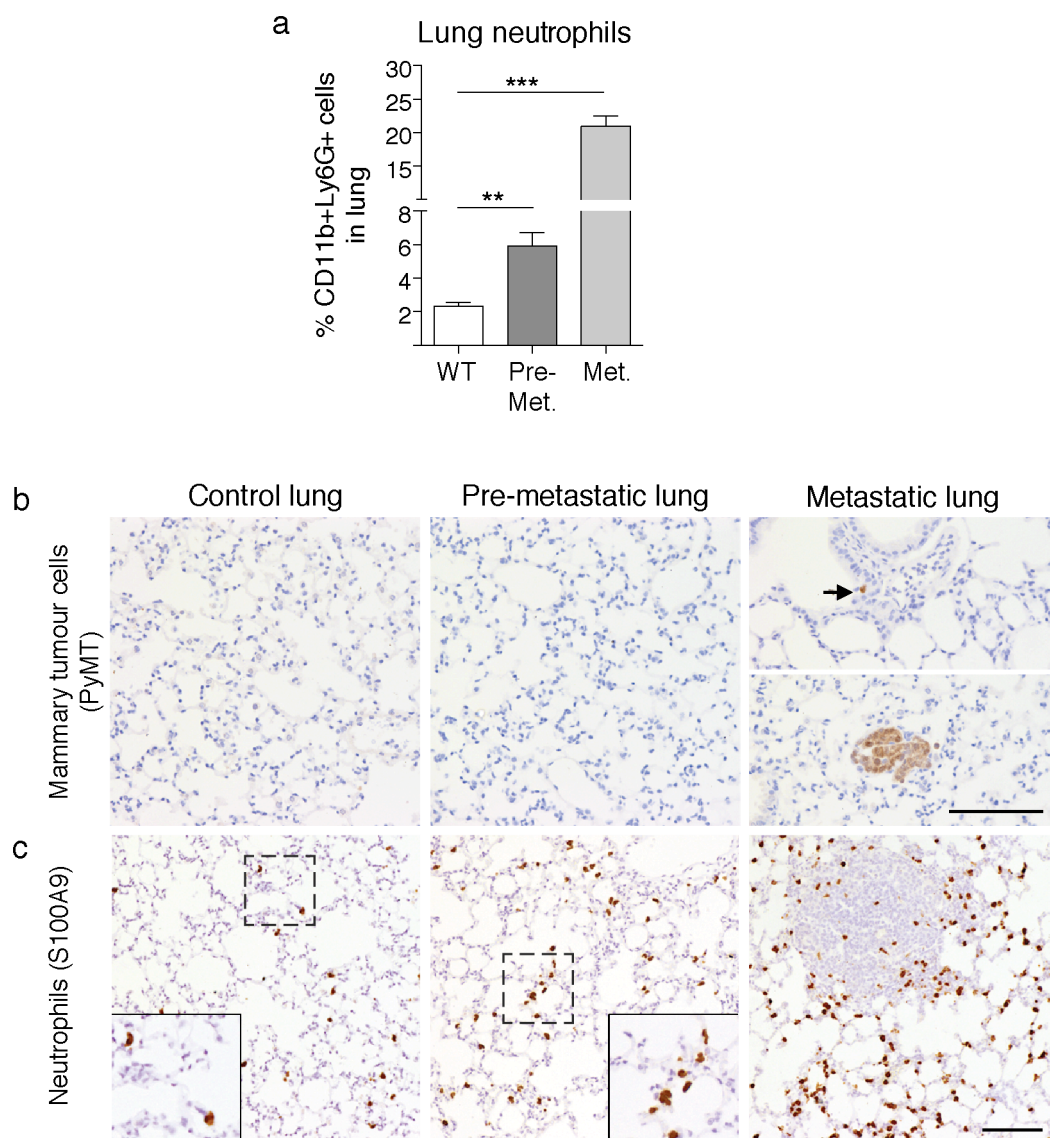 a
Lung neutrophils
% CD11b+Ly6G+ cells
in lung
30
25
20
15
8
6
4
2
***
**
WT
Pre-
Met.
Met.
b
Control lung
Pre-metastatic lung
Metastatic lung
Mammary tumour cells
(PyMT)
c
Neutrophils (S100A9)